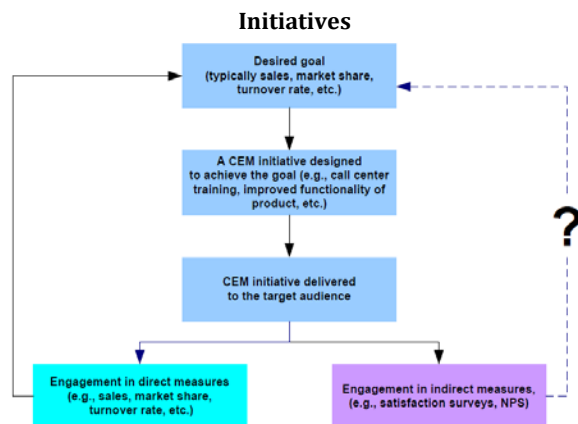 Initiatives
Desired goal
(typically sales, market share,
turnover rate, etc.)
A CEM initiative designed
to achieve the goal (e.g., call center
training, improved functionality of
product, etc.)
?
CEM initiative delivered
to the target audience
Engagement in direct measures
(e.g., sales, market share,
turnover rate, etc.)
Engagement in indirect measures,
(e.g., satisfaction surveys, NPS)